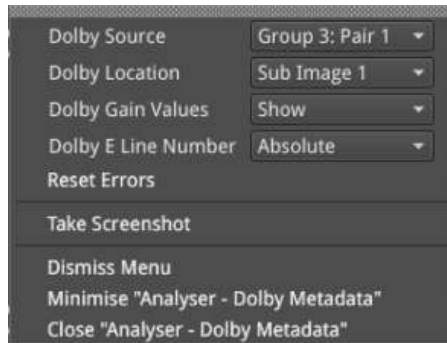 Dolby Source Group 3: Pair 1
Dolby Location Sub Image 1
Dolby Gain Values Show
Dolby E Line Number Absolute
Reset Errors
Take Screenshot
Dismiss Menu
Minimise "Analyser - Dolby Metadata"
Close "Analyser - Dolby Metadata"